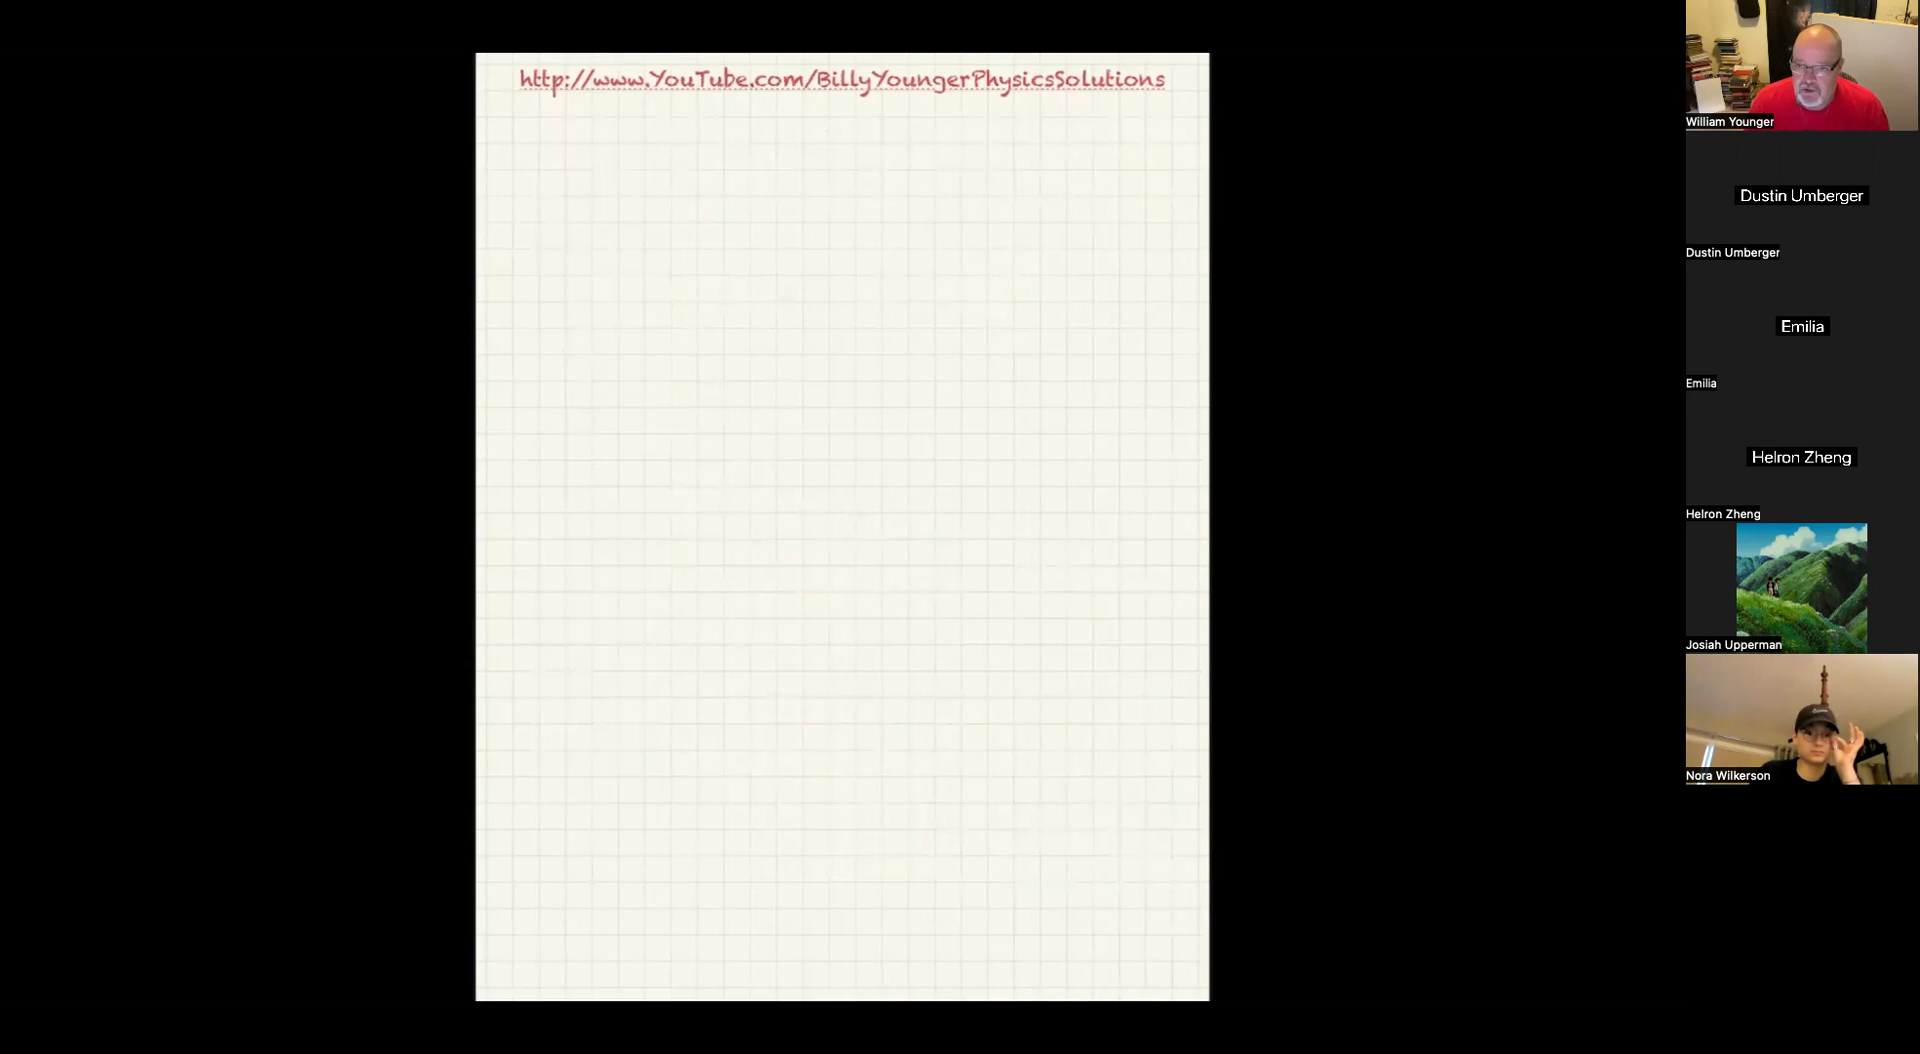 http://www.YouTube.com/BillyYoungerPhysicsSolutions
William Younger
Dustin Umberger
Dustin Umberger
Emilia
Emilia
Helron Zheng
Helron Zheng
Josiah Upperman
Nora Wilkerson